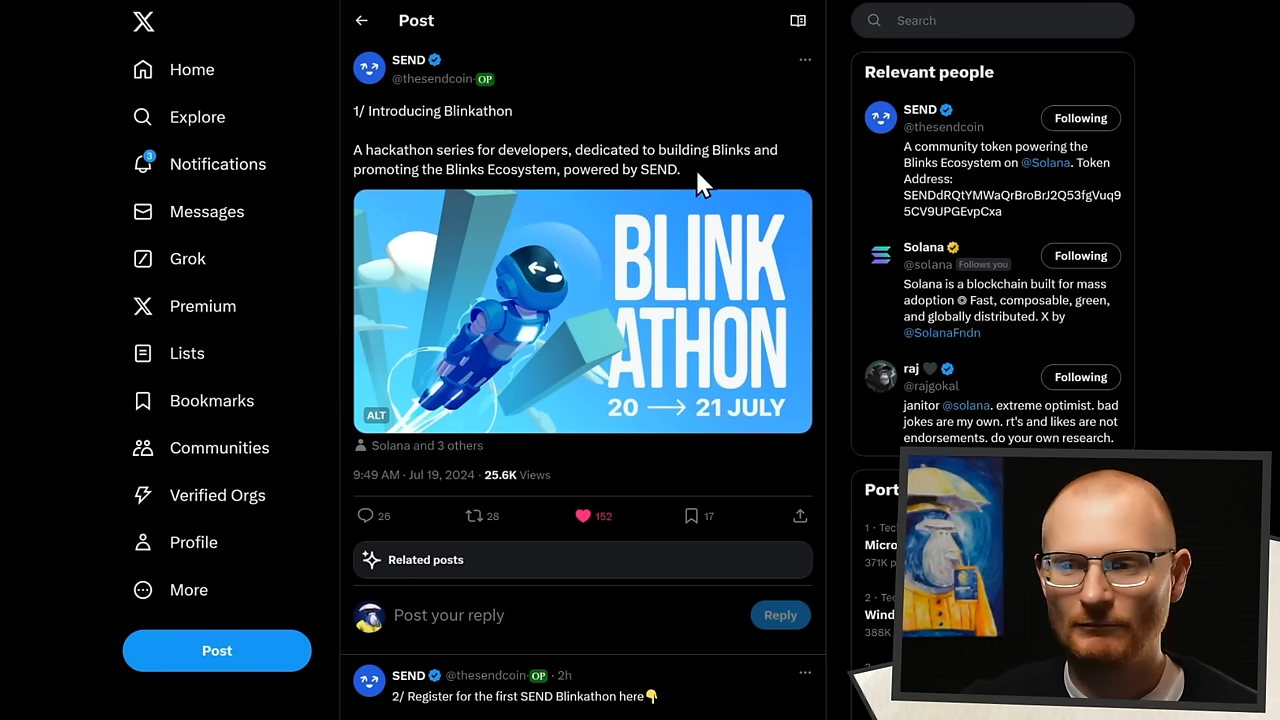 Home
Explore
3
Notifications
Messages
Grok
Premium
Lists
Bookmarks
Communities
Verified Orgs
Profile
More
Post
Post
SEND
@thesendcoin· OP
1/ Introducing Blinkathon
A hackathon series for developers, dedicated to building Blinks and
promoting the Blinks Ecosystem, powered by SEND.
BLINK
ATHON
20 → 21 JULY
ALT
Solana and 3 others
9:49 AM · Jul 19, 2024 · 25.6K Views
26
28
152
17
Related posts
Post your reply
Reply
SEND @thesendcoin· OP · 2h
2/ Register for the first SEND Blinkathon here👇
Search
Relevant people
SEND
@thesendcoin
Following
A community token powering the
Blinks Ecosystem on @Solana. Token
Address:
SENDdRQtYMWaQrBroBrJ2Q53fgVuq9
5CV9UPGEvpCxa
Solana
@solana Follows you
Following
Solana is a blockchain built for mass
adoption ◎ Fast, composable, green,
and globally distributed. X by
@SolanaFndn
raj 🖤
@rajgokal
Following
janitor @solana. extreme optimist. bad
jokes are my own. rt's and likes are not
endorsements. do your own research.
Port
1 · Tec
Micro
371K p
2 · Te
Wind
388K